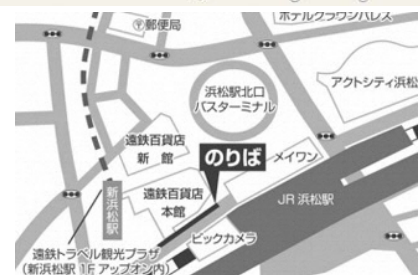 〒郵便局
ホテルクラウンパレス
浜松駅北口
バスターミナル
アクトシティ浜松
遠鉄百貨店
新 館
のりば
メイワン
新浜松駅
遠鉄百貨店
本館
JR 浜松駅
ビックカメラ
遠鉄トラベル観光プラザ
(新浜松駅 1F アップオン内)